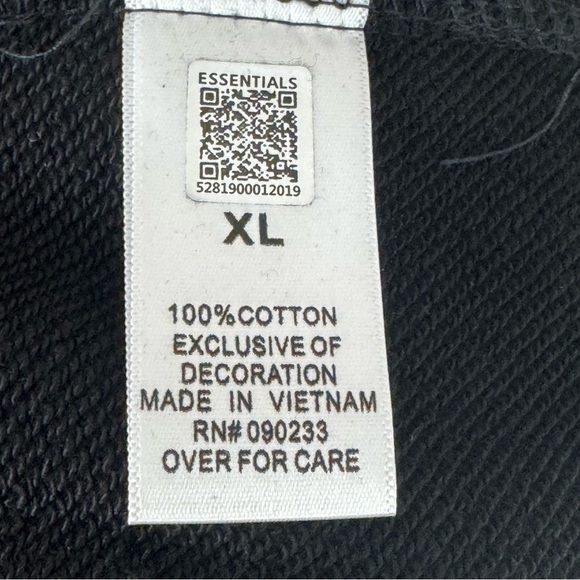 ESSENTIALS
5281900012019
XL
100%COTTON
EXCLUSIVE OF
DECORATION
MADE IN VIETNAM
RN# 090233
OVER FOR CARE